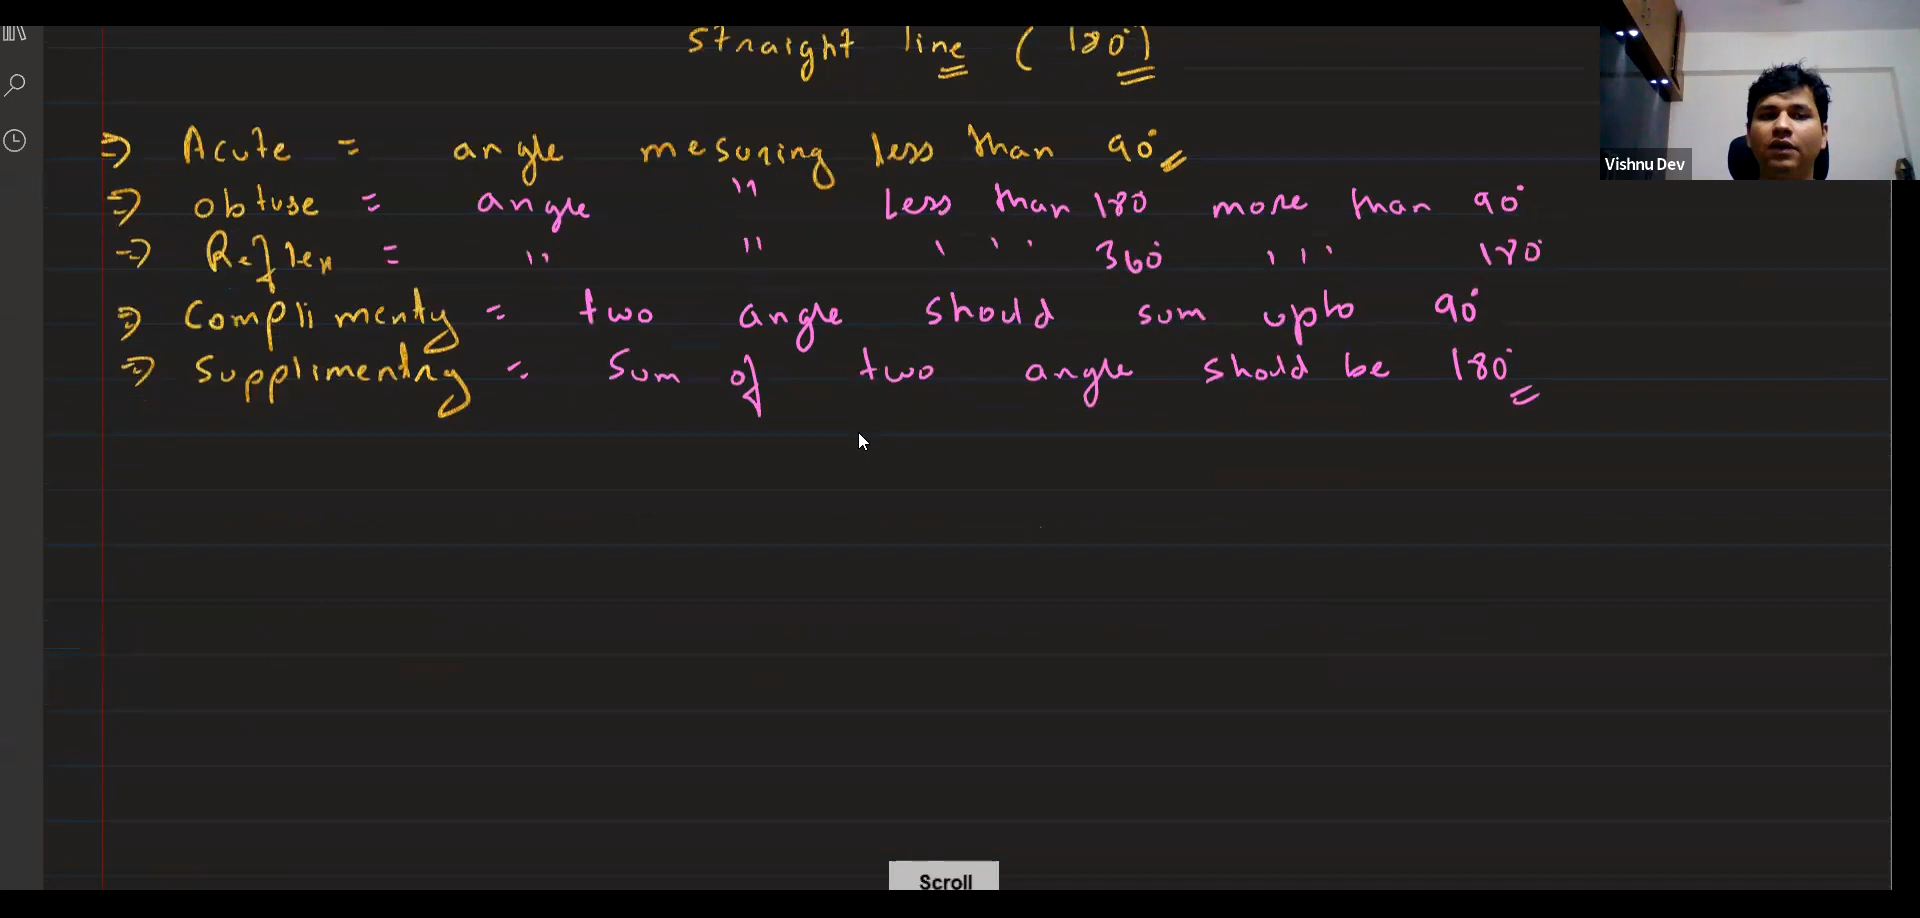 straight line (180°)
Vishnu Dev
⇒ Acute = angle mesuring less than 90°
⇒ obtuse = angle " less than 180 more than 90°
⇒ Reflex = " " ' ' ' 360° ' ' ' 180°
⇒ Complimenty = two angle should sum upto 90°
⇒ Supplimentry = Sum of two angle should be 180°
Scroll